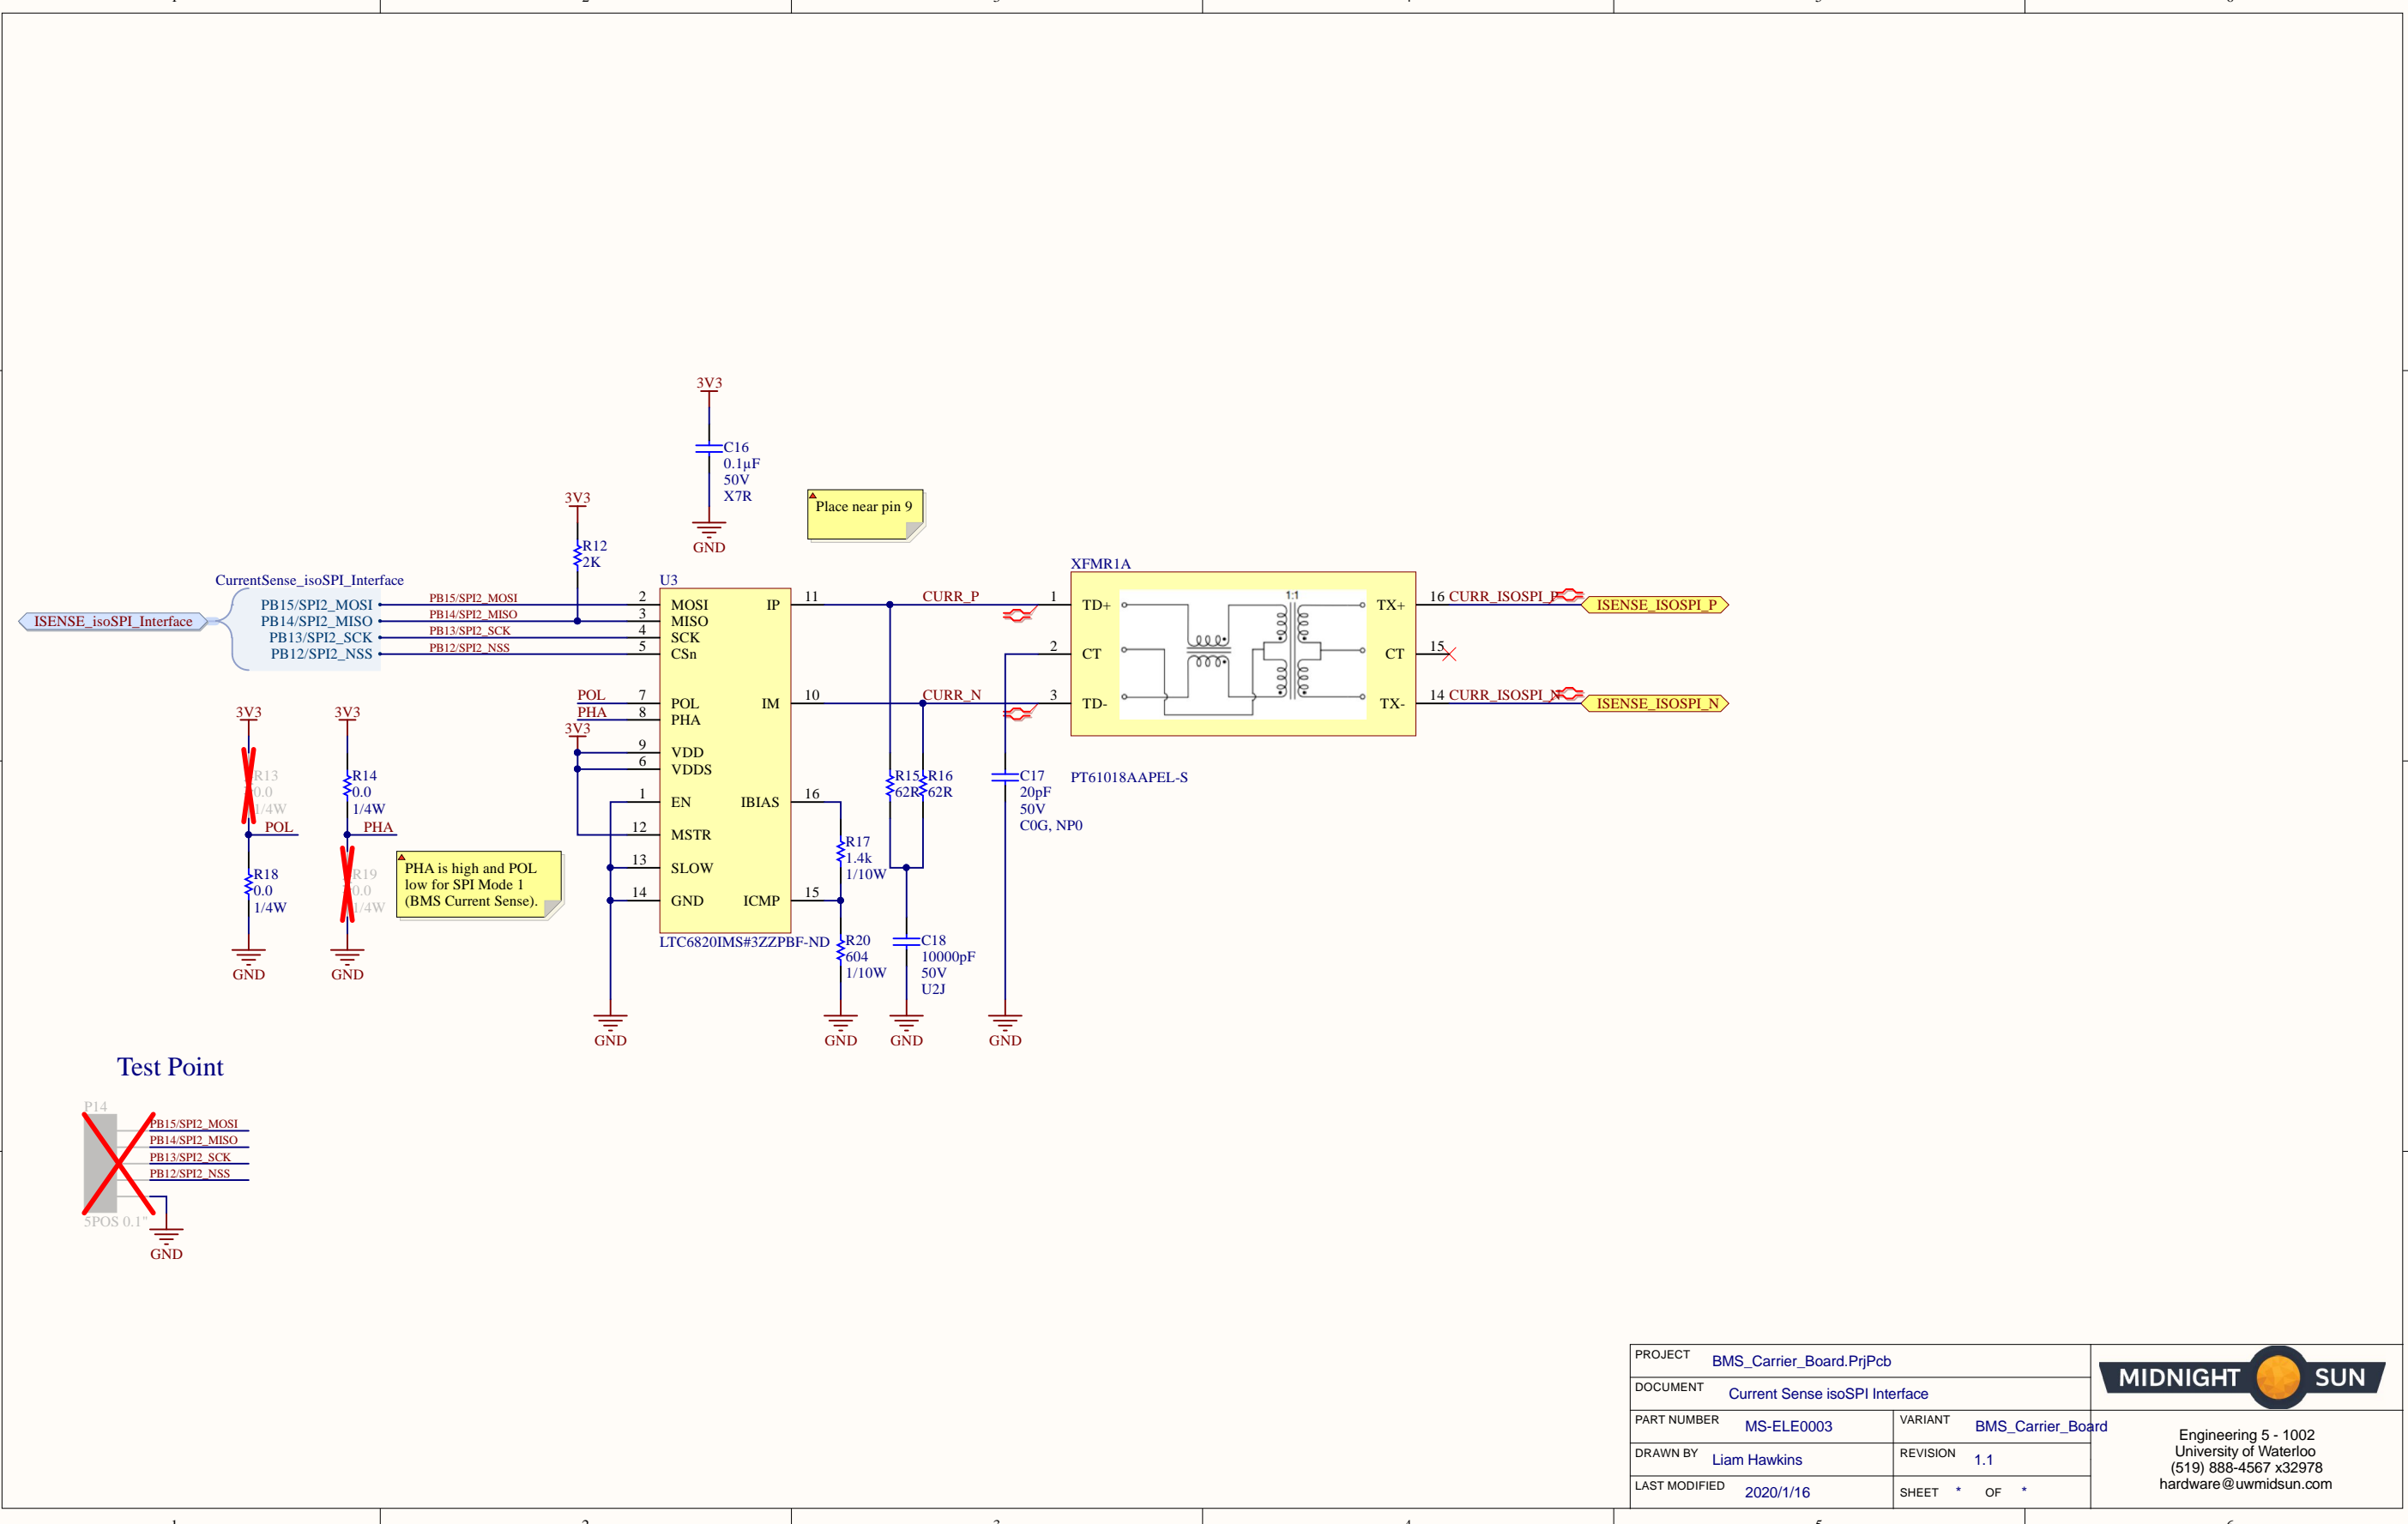 3V3
C16
0.1µF
50V
X7R
GND
Place near pin 9
3V3
R12
2K
CurrentSense_isoSPI_Interface
ISENSE_isoSPI_Interface
PB15/SPI2_MOSI
PB14/SPI2_MISO
PB13/SPI2_SCK
PB12/SPI2_NSS
PB15/SPI2_MOSI
PB14/SPI2_MISO
PB13/SPI2_SCK
PB12/SPI2_NSS
U3
2 MOSI
3 MISO
4 SCK
5 CSn
POL 7 POL
PHA 8 PHA
3V3
9 VDD
6 VDDS
1 EN
12 MSTR
13 SLOW
14 GND
IP 11
IM 10
IBIAS 16
ICMP 15
LTC6820IMS#3ZZPBF-ND
GND
CURR_P
CURR_N
XFMR1A
1 TD+
2 CT
3 TD-
1:1
TX+ 16 CURR_ISOSPI_P
CT 15
TX- 14 CURR_ISOSPI_N
ISENSE_ISOSPI_P
ISENSE_ISOSPI_N
PT61018AAPEL-S
R15
62R
R16
62R
C17
20pF
50V
C0G, NP0
GND
R17
1.4k
1/10W
R20
604
1/10W
GND
C18
10000pF
50V
U2J
GND
3V3
R13
0.0
1/4W
POL
R18
0.0
1/4W
GND
3V3
R14
0.0
1/4W
PHA
R19
0.0
1/4W
GND
PHA is high and POL
low for SPI Mode 1
(BMS Current Sense).
Test Point
P14
PB15/SPI2_MOSI
PB14/SPI2_MISO
PB13/SPI2_SCK
PB12/SPI2_NSS
5POS 0.1"
GND
PROJECT BMS_Carrier_Board.PrjPcb
DOCUMENT Current Sense isoSPI Interface
PART NUMBER MS-ELE0003
VARIANT BMS_Carrier_Board
DRAWN BY Liam Hawkins
REVISION 1.1
LAST MODIFIED 2020/1/16
SHEET * OF *
MIDNIGHT SUN
Engineering 5 - 1002
University of Waterloo
(519) 888-4567 x32978
hardware@uwmidsun.com